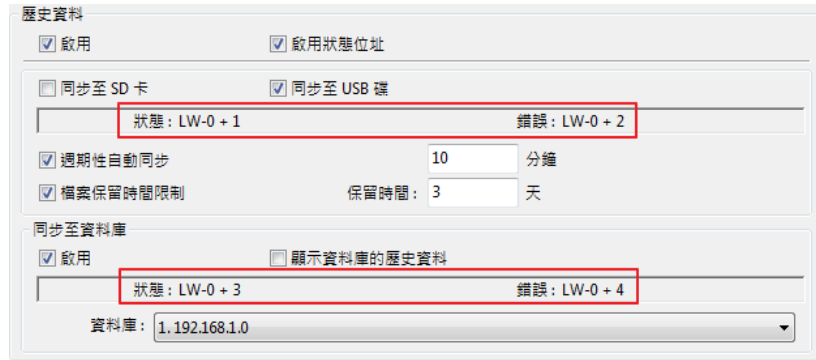 歷史資料
啟用 啟用狀態位址
同步至 SD 卡 同步至 USB 碟
狀態 : LW-0 + 1 錯誤 : LW-0 + 2
週期性自動同步 10 分鐘
檔案保留時間限制 保留時間 : 3 天
同步至資料庫
啟用 顯示資料庫的歷史資料
狀態 : LW-0 + 3 錯誤 : LW-0 + 4
資料庫 : 1. 192.168.1.0